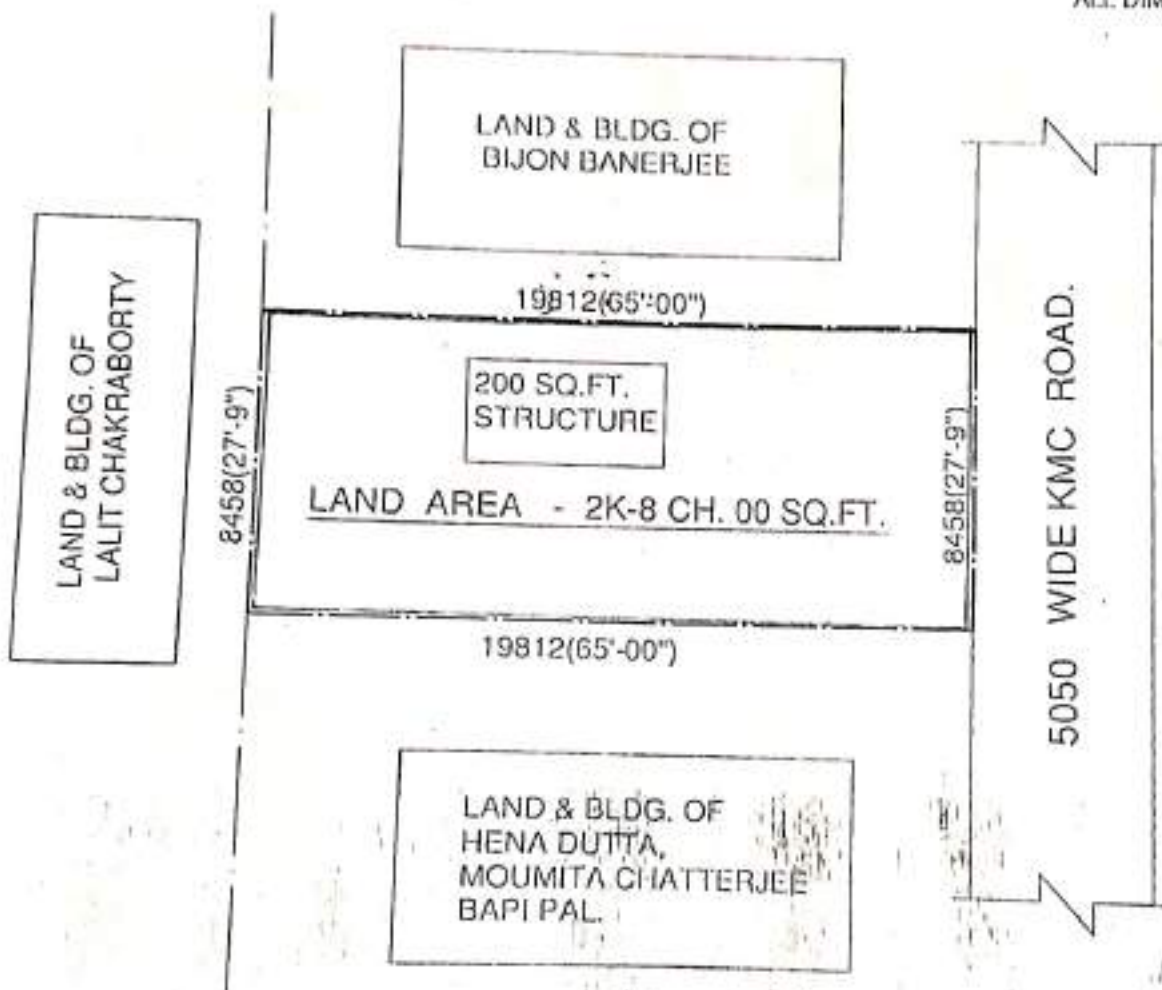 LAND & BLDG. OF
BIJON BANERJEE
LAND & BLDG. OF
LALIT CHAKRABORTY
19812(65'-00")
200 SQ.FT.
STRUCTURE
8458(27'-9")
LAND AREA - 2K-8 CH. 00 SQ.FT.
8458(27'-9")
5050 WIDE KMC ROAD.
19812(65'-00")
LAND & BLDG. OF
HENA DUTTA,
MOUMITA CHATTERJEE
BAPI PAL.